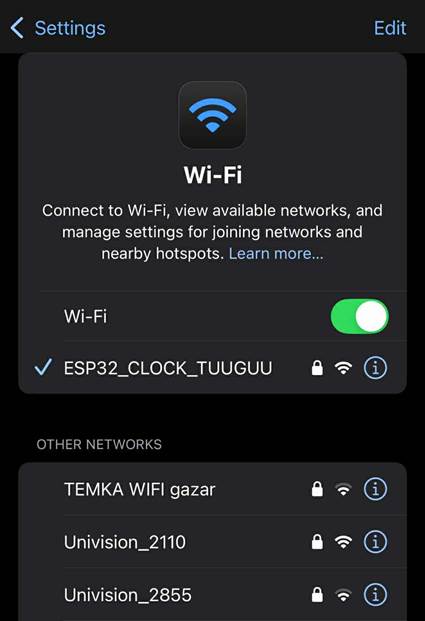 Settings
Edit
Wi-Fi
Connect to Wi-Fi, view available networks, and
manage settings for joining networks and
nearby hotspots. Learn more...
Wi-Fi
ESP32_CLOCK_TUUGUU
OTHER NETWORKS
TEMKA WIFI gazar
Univision_2110
Univision_2855